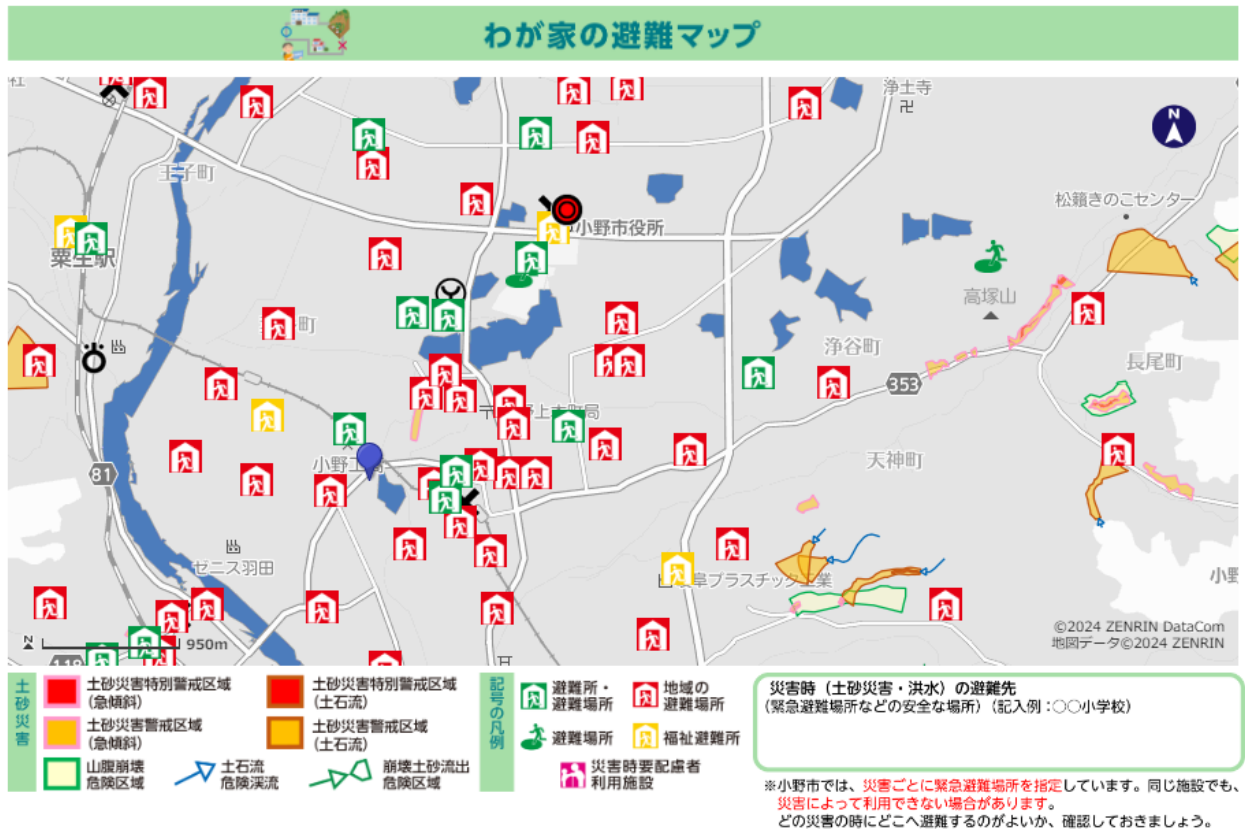 わが家の避難マップ
社
浄土寺
N
王子町
松籟きのこセンター
小野市役所
粟生駅
高塚山
町
浄谷町
長尾町
353
上本町局
小野工高
天神町
81
ゼニス羽田
阜プラスチック工業
小野
N
950m
©2024 ZENRIN DataCom
地図データ©2024 ZENRIN
土砂災害
土砂災害特別警戒区域
(急傾斜)
土砂災害特別警戒区域
(土石流)
土砂災害警戒区域
(急傾斜)
土砂災害警戒区域
(土石流)
山腹崩壊
危険区域
土石流
危険渓流
崩壊土砂流出
危険区域
記号の凡例
避難所・
避難場所
地域の
避難場所
避難場所
福祉避難所
災害時要配慮者
利用施設
災害時(土砂災害・洪水)の避難先
(緊急避難場所などの安全な場所)(記入例:○○小学校)
※小野市では、災害ごとに緊急避難場所を指定しています。同じ施設でも、
災害によって利用できない場合があります。
どの災害の時にどこへ避難するのがよいか、確認しておきましょう。